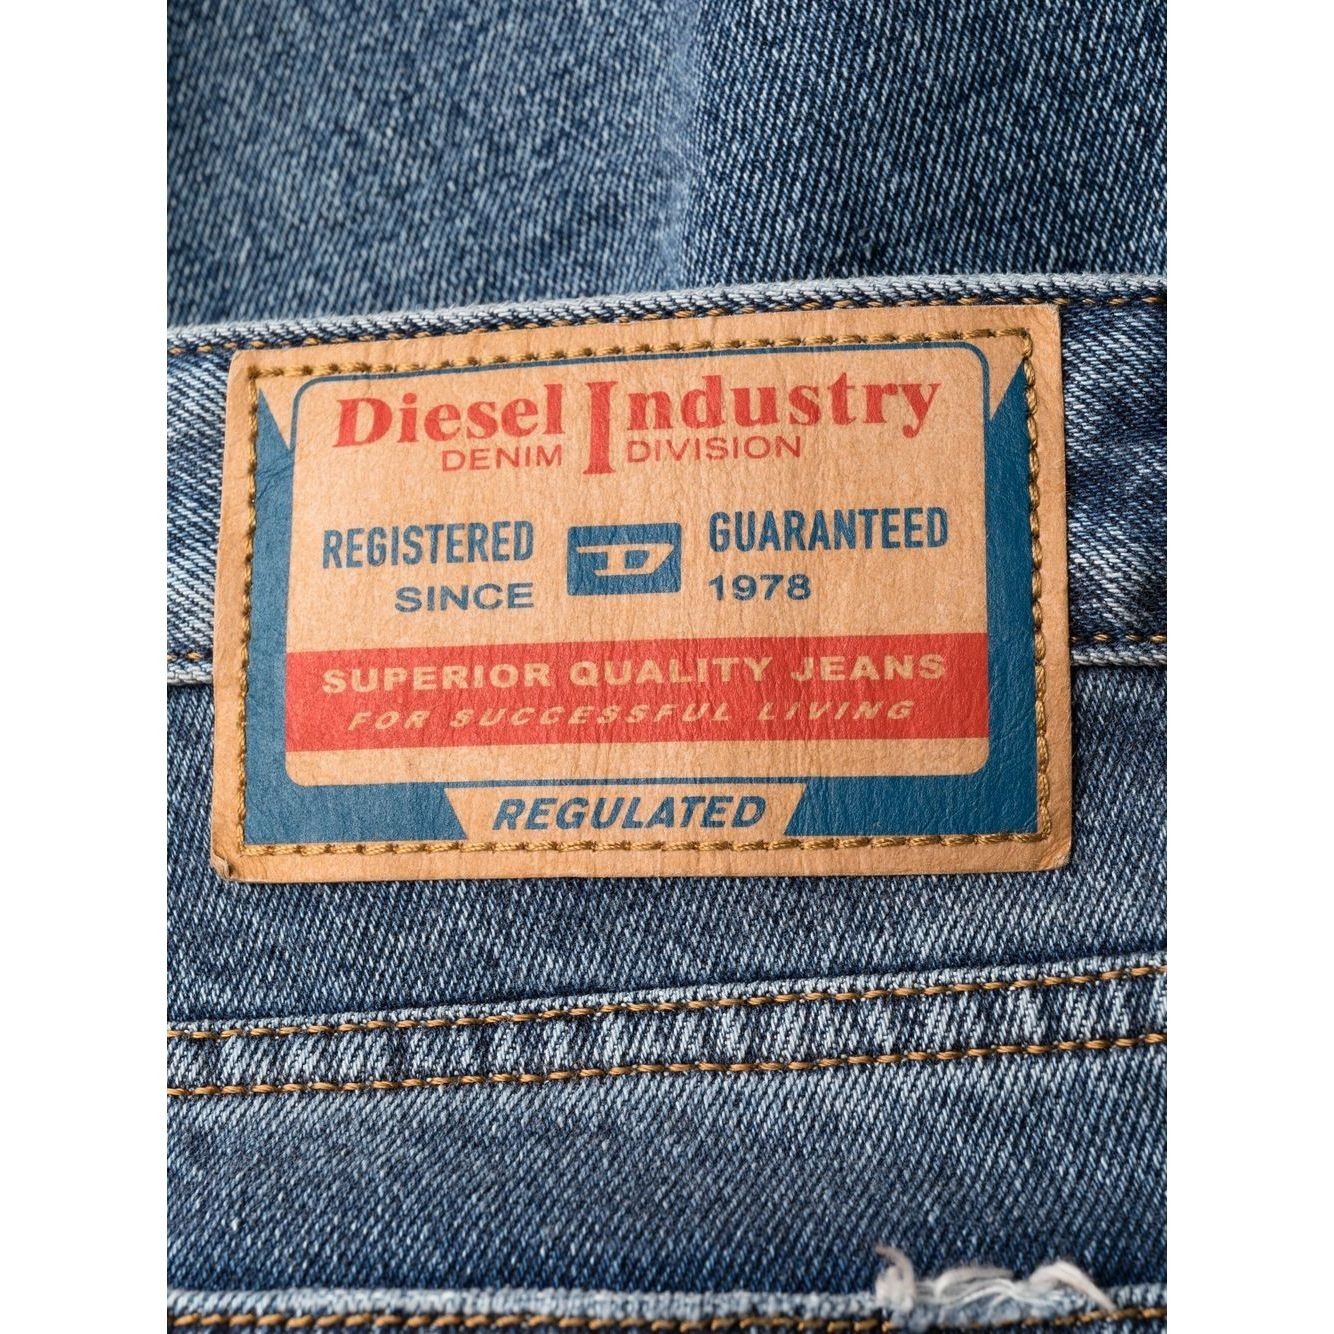 Diesel Industry
DENIM DIVISION
REGISTERED D GUARANTEED
SINCE 1978
SUPERIOR QUALITY JEANS
FOR SUCCESSFUL LIVING
REGULATED